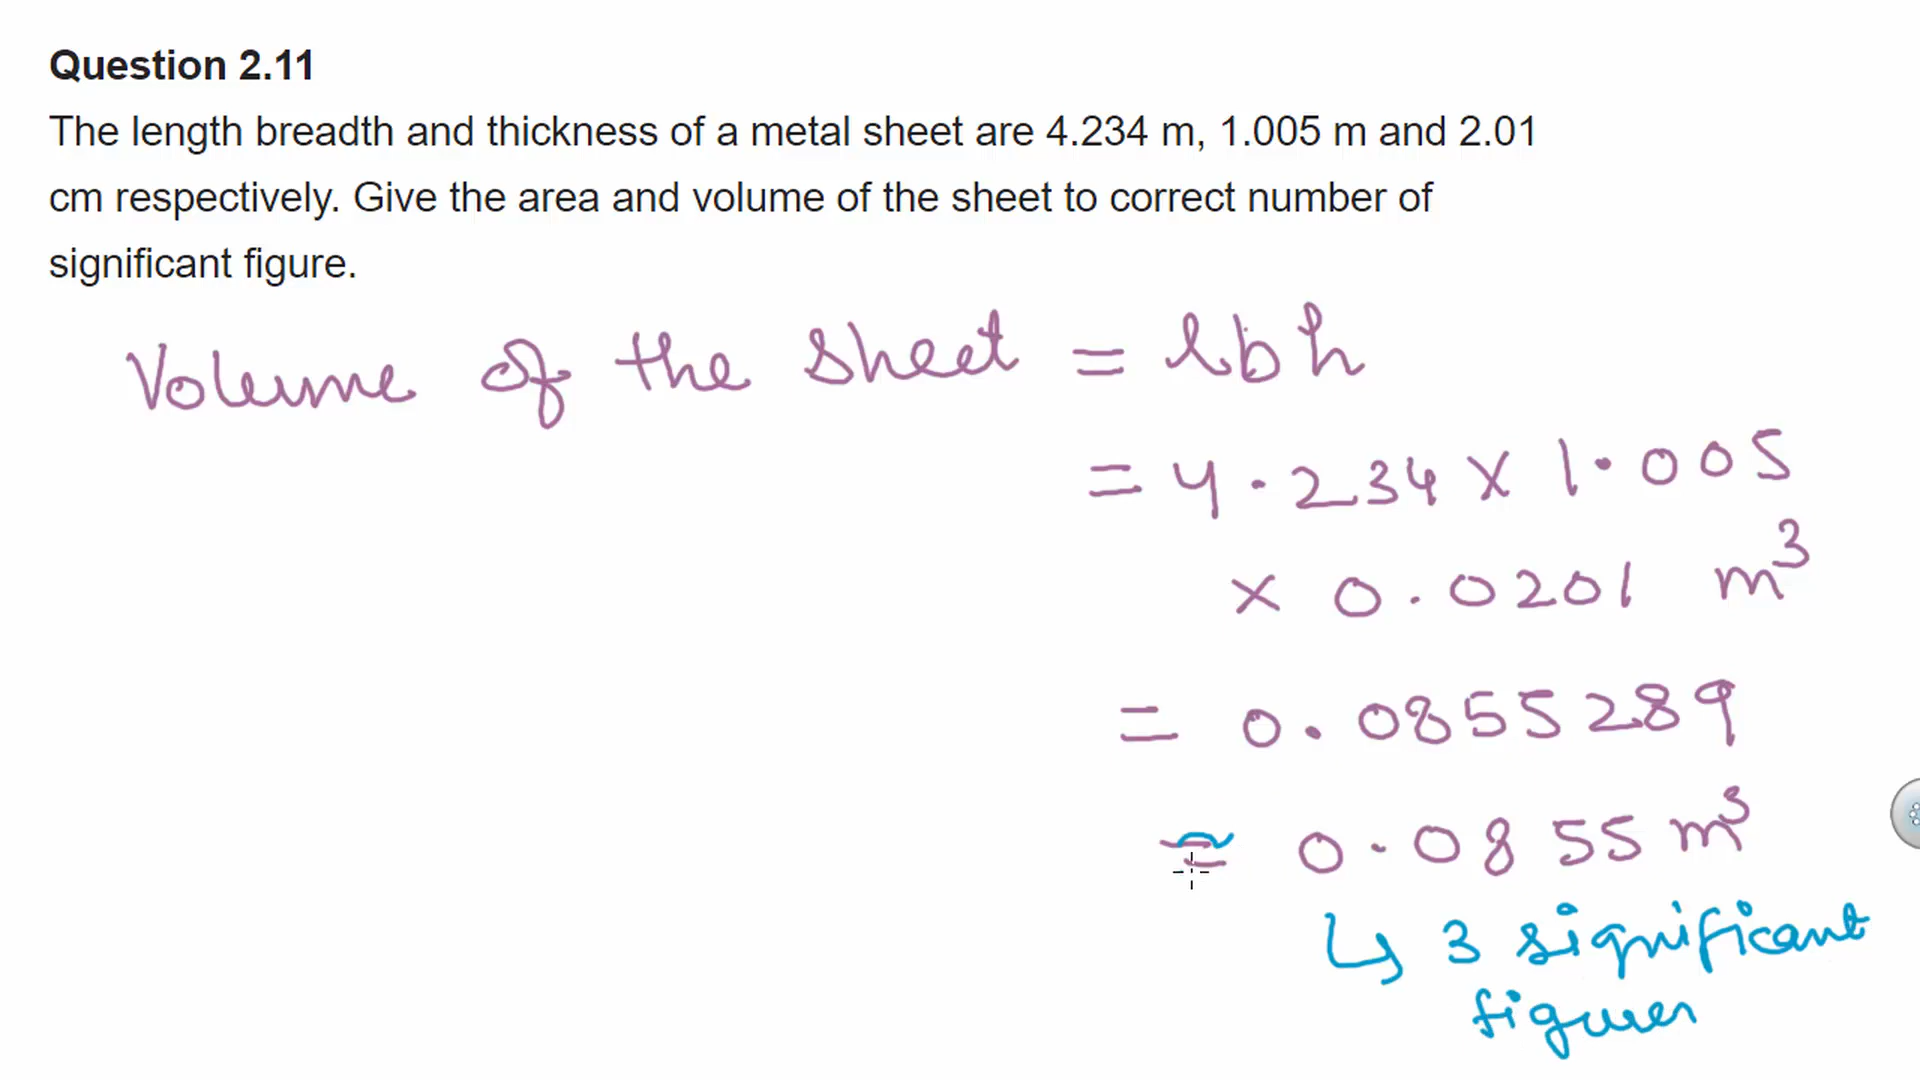 Question 2.11
The length breadth and thickness of a metal sheet are 4.234 m, 1.005 m and 2.01
cm respectively. Give the area and volume of the sheet to correct number of
significant figure.
Volume of the sheet = lbh
= 4.234 × 1.005
× 0.0201 m³
= 0.0855289
= 0.0855 m³
↳ 3 significant
figures